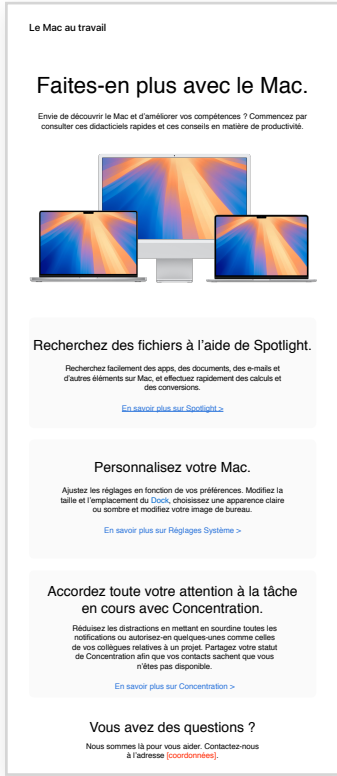 Le Mac au travail
Faites-en plus avec le Mac.
Envie de découvrir le Mac et d'améliorer vos compétences ? Commencez par
consulter ces didacticiels rapides et ces conseils en matière de productivité.
Recherchez des fichiers à l'aide de Spotlight.
Recherchez facilement des apps, des documents, des e-mails et
d'autres éléments sur Mac, et effectuez rapidement des calculs et
des conversions.
En savoir plus sur Spotlight >
Personnalisez votre Mac.
Ajustez les réglages en fonction de vos préférences. Modifiez la
taille et l'emplacement du Dock, choisissez une apparence claire
ou sombre et modifiez votre image de bureau.
En savoir plus sur Réglages Système >
Accordez toute votre attention à la tâche
en cours avec Concentration.
Réduisez les distractions en mettant en sourdine toutes les
notifications ou autorisez-en quelques-unes comme celles
de vos collègues relatives à un projet. Partagez votre statut
de Concentration afin que vos contacts sachent que vous
n'êtes pas disponible.
En savoir plus sur Concentration >
Vous avez des questions ?
Nous sommes là pour vous aider. Contactez-nous
à l'adresse [coordonnées].